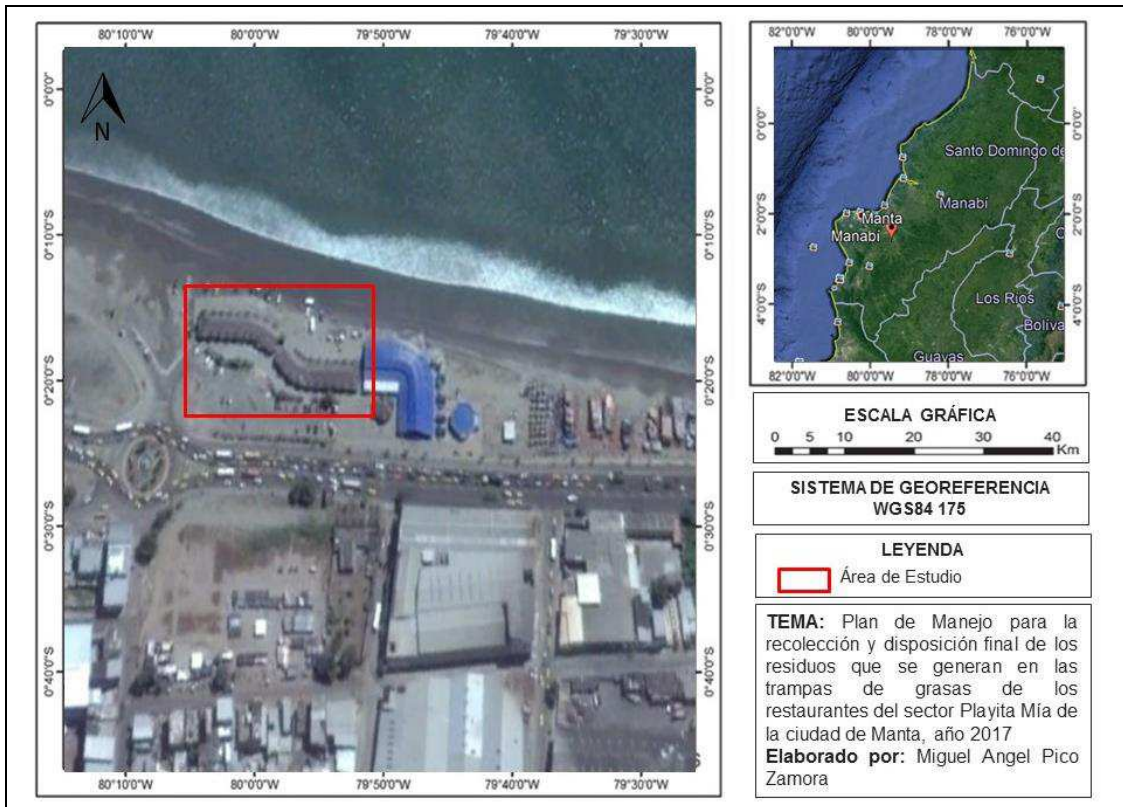 80°10'0"W 80°0'0"W 79°50'0"W 79°40'0"W 79°30'0"W
0°0'0"
0°10'0"S
0°20'0"S
0°30'0"S
0°40'0"S
N
0°0'0"
0°10'0"S
0°20'0"S
0°30'0"S
0°40'0"S
80°10'0"W 80°0'0"W 79°50'0"W 79°40'0"W 79°30'0"W
82°0'0"W 80°0'0"W 78°0'0"W 76°0'0"W
0°0'0"
2°0'0"S
4°0'0"S
Santo Domingo de
Manabí
Manta
Manabí
Los Ríos
Bolíva
Guayas
0°0'0"
2°0'0"S
4°0'0"S
82°0'0"W 80°0'0"W 78°0'0"W 76°0'0"W
ESCALA GRÁFICA
0 5 10 20 30 40
Km
SISTEMA DE GEOREFERENCIA
WGS84 175
LEYENDA
Área de Estudio
TEMA: Plan de Manejo para la
recolección y disposición final de los
residuos que se generan en las
trampas de grasas de los
restaurantes del sector Playita Mía de
la ciudad de Manta, año 2017
Elaborado por: Miguel Angel Pico
Zamora